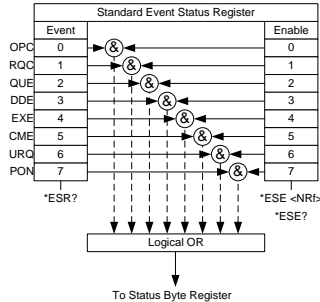 Standard Event Status Register
Event Enable
OPC 0 & 0
RQC 1 & 1
QUE 2 & 2
DDE 3 & 3
EXE 4 & 4
CME 5 & 5
URQ 6 & 6
PON 7 & 7
*ESR? *ESE <NRf>
*ESE?
Logical OR
To Status Byte Register